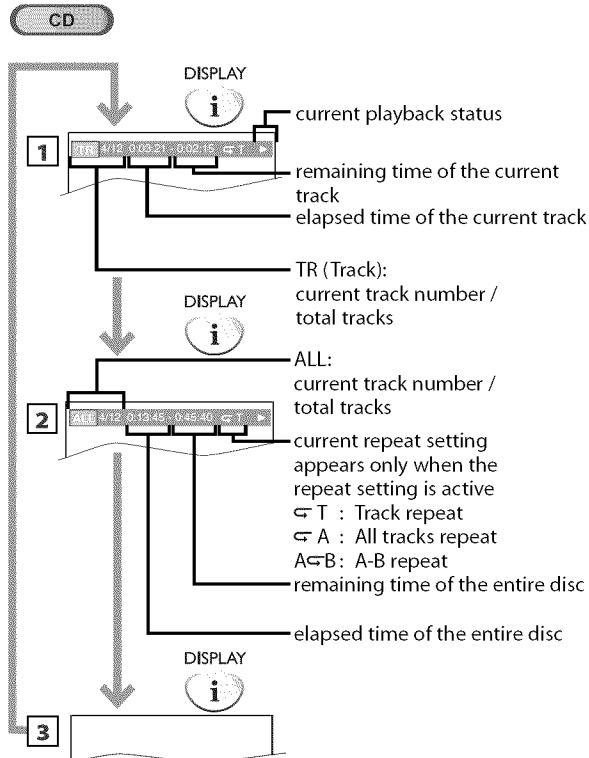 CD
DISPLAY
i
current playback status
1
TR 4/12 0:03:21 - 0:02:15 T
remaining time of the current
track
elapsed time of the current track
TR (Track):
current track number /
total tracks
DISPLAY
i
ALL:
current track number /
total tracks
2
ALL 4/12 0:13:45 - 0:45:40 T
current repeat setting
appears only when the
repeat setting is active
T : Track repeat
A : All tracks repeat
A B : A-B repeat
remaining time of the entire disc
elapsed time of the entire disc
DISPLAY
i
3